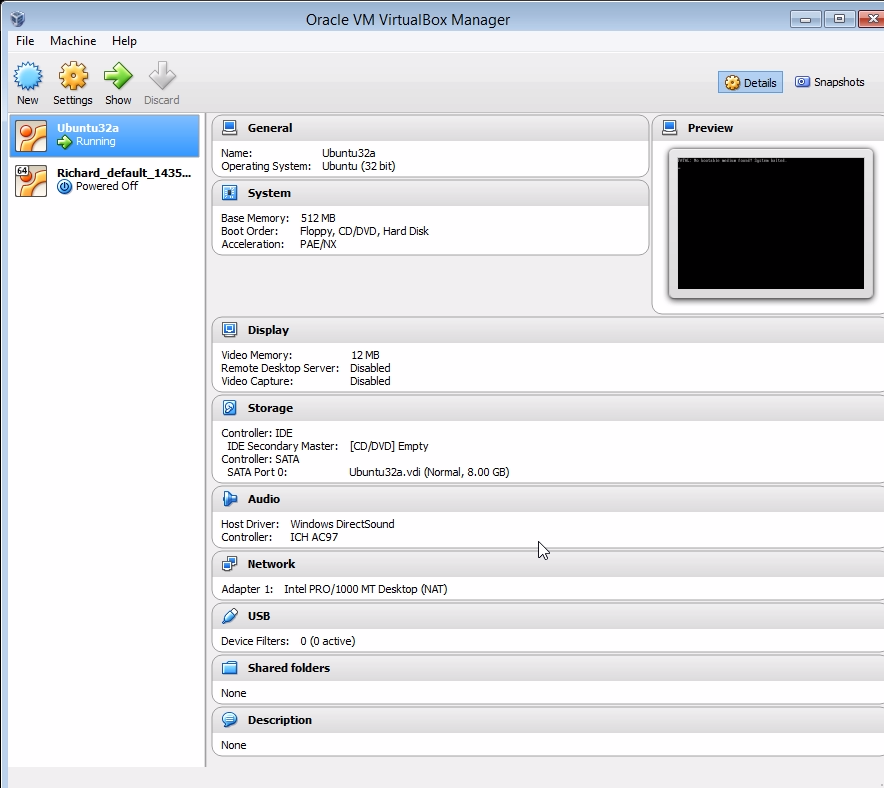 Oracle VM VirtualBox Manager
File Machine Help
New Settings Show Discard
Details Snapshots
Ubuntu32a
Running
64
Richard_default_1435...
Powered Off
General
Name: Ubuntu32a
Operating System: Ubuntu (32 bit)
System
Base Memory: 512 MB
Boot Order: Floppy, CD/DVD, Hard Disk
Acceleration: PAE/NX
Preview
FATAL: No bootable medium found! System halted.
Display
Video Memory: 12 MB
Remote Desktop Server: Disabled
Video Capture: Disabled
Storage
Controller: IDE
IDE Secondary Master: [CD/DVD] Empty
Controller: SATA
SATA Port 0: Ubuntu32a.vdi (Normal, 8.00 GB)
Audio
Host Driver: Windows DirectSound
Controller: ICH AC97
Network
Adapter 1: Intel PRO/1000 MT Desktop (NAT)
USB
Device Filters: 0 (0 active)
Shared folders
None
Description
None